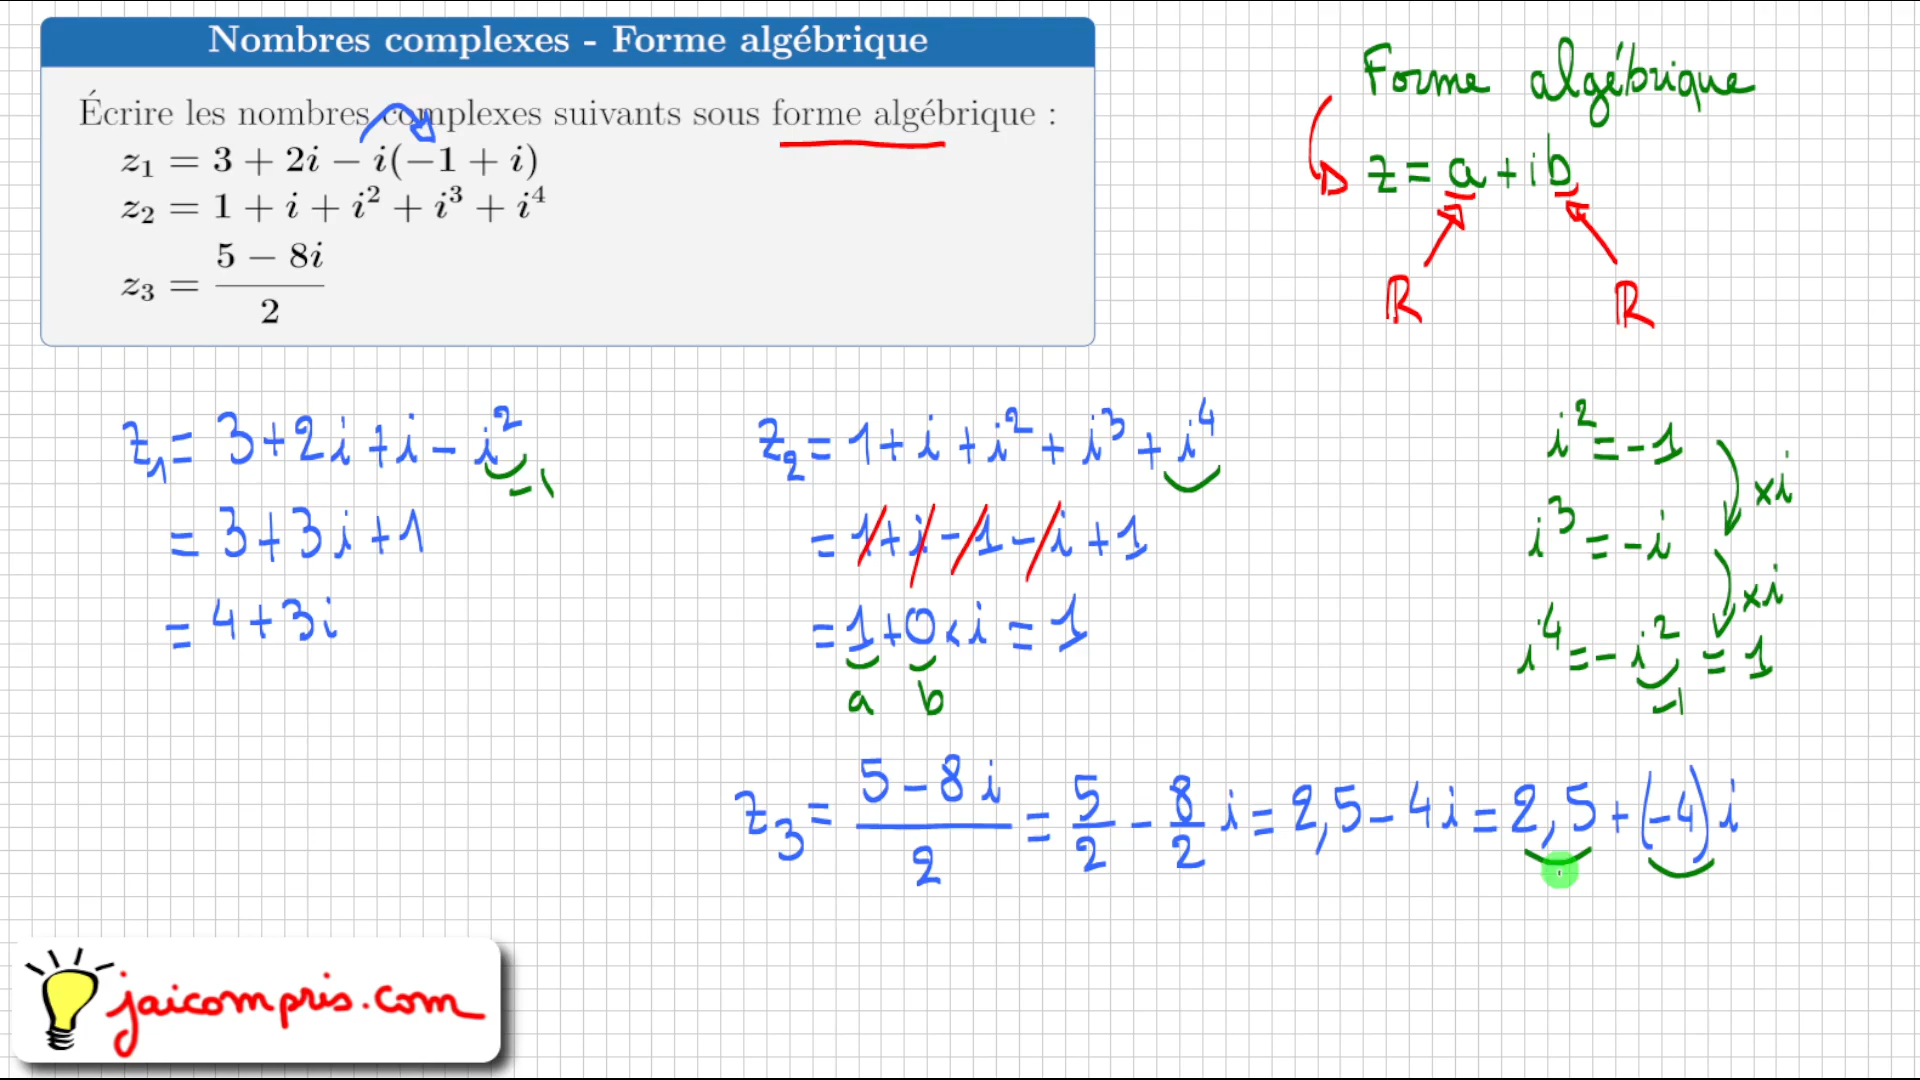 Nombres complexes - Forme algébrique
Écrire les nombres complexes suivants sous forme algébrique :
z₁ = 3 + 2i − i(−1 + i)
z₂ = 1 + i + i² + i³ + i⁴
z₃ = (5 − 8i)/2
Forme algébrique
z = a + ib
ℝ ℝ
z₁ = 3 + 2i + i − i²
−1
= 3 + 3i + 1
= 4 + 3i
z₂ = 1 + i + i² + i³ + i⁴
= 1 + i − 1 − i + 1
= 1 + 0 × i = 1
a b
i² = −1
×i
i³ = −i
×i
i⁴ = −i² = 1
−1
z₃ = (5 − 8i)/2 = 5/2 − 8/2 i = 2,5 − 4i = 2,5 + (−4)i
jaicompris.com